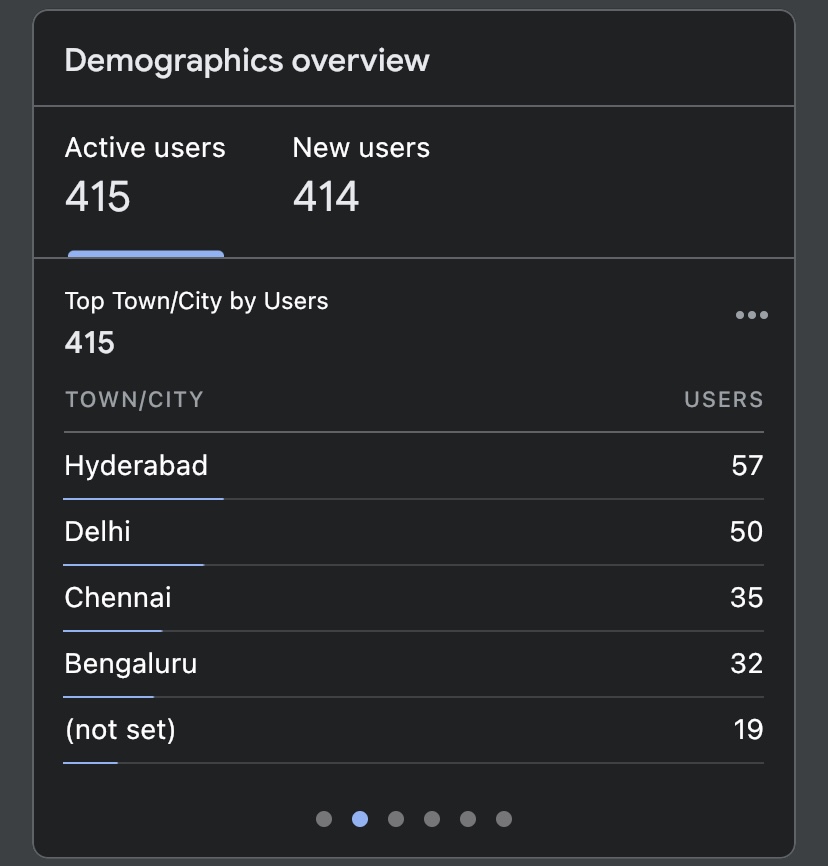 Demographics overview
Active users New users
415 414
Top Town/City by Users
415
TOWN/CITY USERS
Hyderabad 57
Delhi 50
Chennai 35
Bengaluru 32
(not set) 19